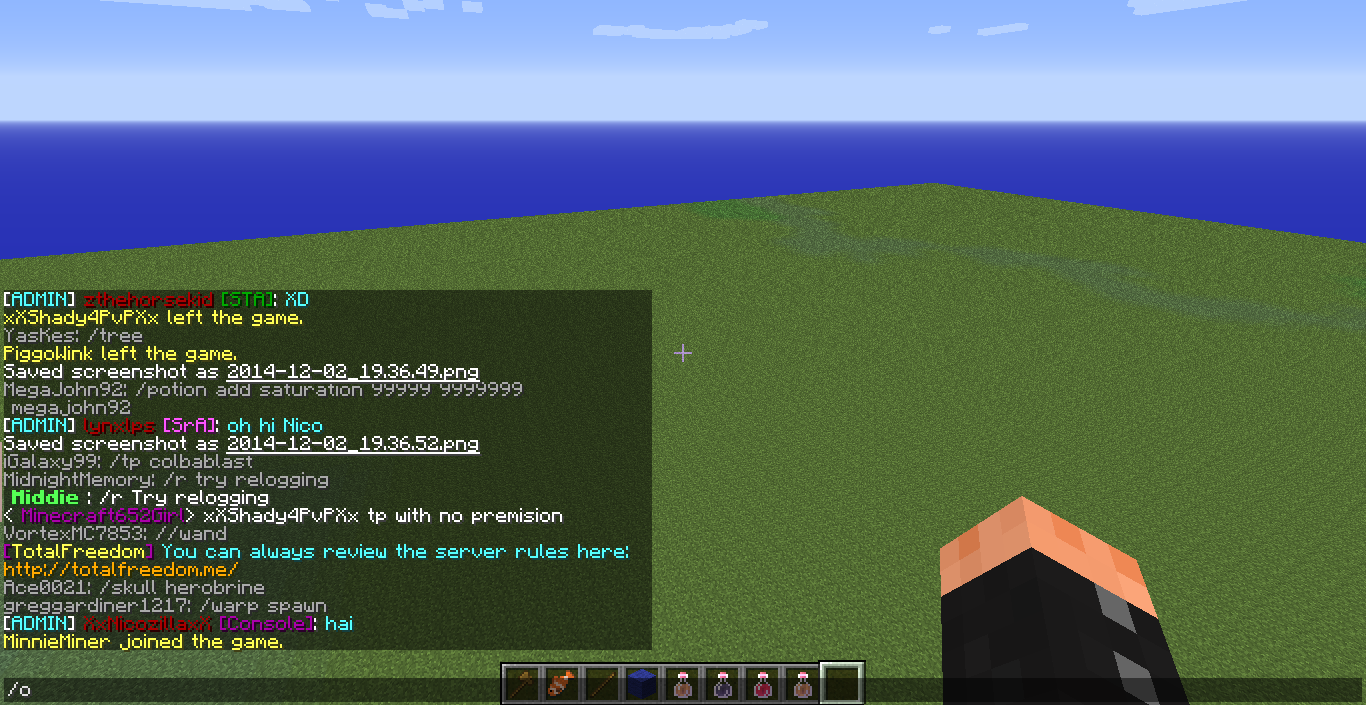 [ADMIN] zthehorsekid [STA]: XD
xXShady4PvPXx left the game.
YasKes: /tree
PiggoWink left the game.
Saved screenshot as 2014-12-02_19.36.49.png
MegaJohn92: /potion add saturation 99999 9999999
megajohn92
[ADMIN] lynxlps [SrA]: oh hi Nico
Saved screenshot as 2014-12-02_19.36.52.png
iGalaxy99: /tp colbablast
MidnightMemory: /r try relogging
Middie : /r Try relogging
< Minecraft652Girl> xXShady4PvPXx tp with no premision
VortexMC7853: //wand
[TotalFreedom] You can always review the server rules here:
http://totalfreedom.me/
Ace0021: /skull herobrine
greggardiner1217: /warp spawn
[ADMIN] XxNicozillaxX [Console]: hai
MinnieMiner joined the game.
/o